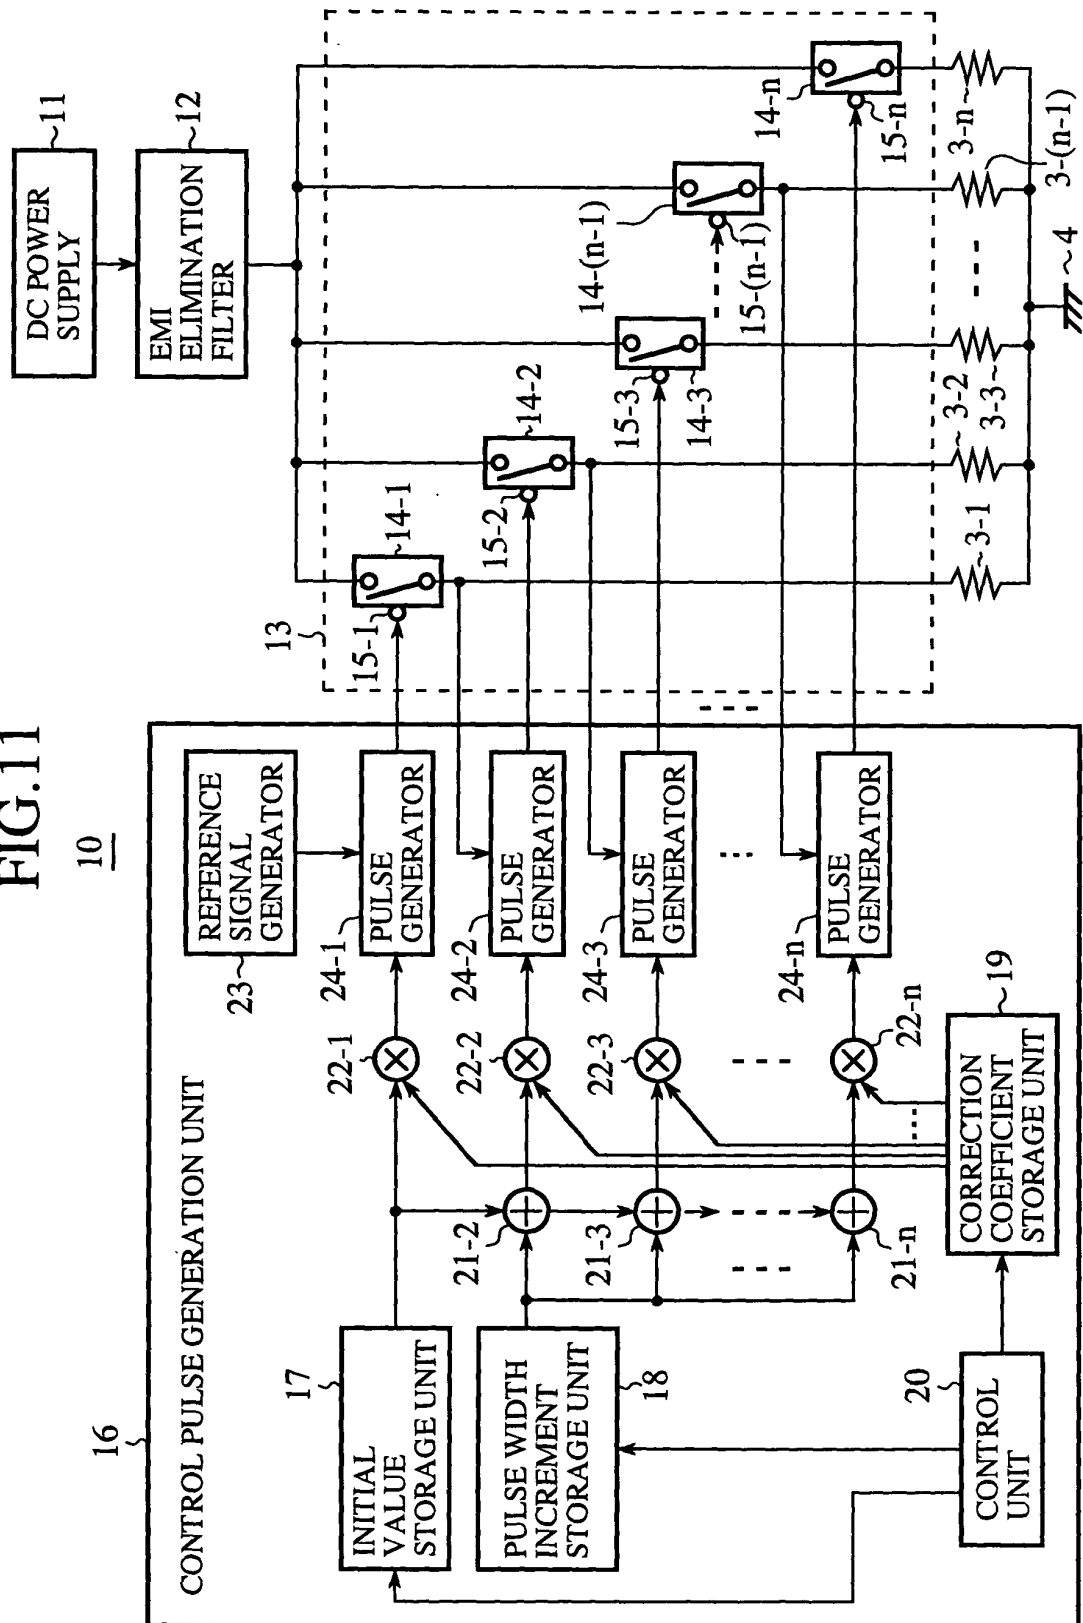 FIG.11
10
16
CONTROL PULSE GENERATION UNIT
17
INITIAL
VALUE
STORAGE UNIT
PULSE WIDTH
INCREMENT
STORAGE UNIT
18
20
CONTROL
UNIT
19
CORRECTION
COEFFICIENT
STORAGE UNIT
21-2
21-3
21-n
22-1
22-2
22-3
22-n
23
REFERENCE
SIGNAL
GENERATOR
24-1
PULSE
GENERATOR
24-2
PULSE
GENERATOR
24-3
PULSE
GENERATOR
24-n
PULSE
GENERATOR
13
15-1
14-1
15-2
14-2
15-3
14-3
14-(n-1)
15-(n-1)
14-n
15-n
DC POWER
SUPPLY
11
EMI
ELIMINATION
FILTER
12
3-1
3-2
3-3
3-(n-1)
3-n
4